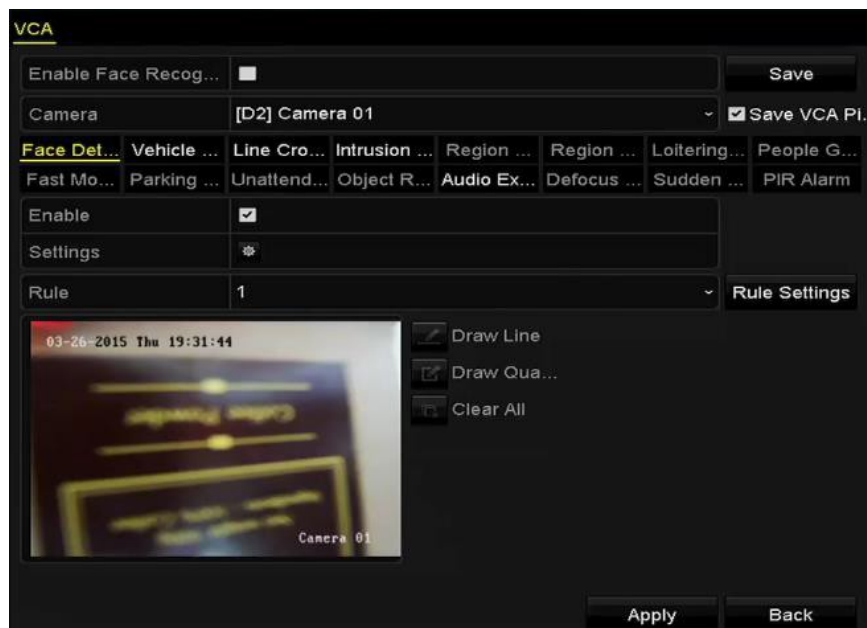 VCA
Enable Face Recog...
Save
Camera
[D2] Camera 01
Save VCA Pi.
Face Det... Vehicle ... Line Cro... Intrusion ... Region ... Region ... Loitering... People G...
Fast Mo... Parking ... Unattend... Object R... Audio Ex... Defocus ... Sudden ... PIR Alarm
Enable
Settings
Rule
1
Rule Settings
03-26-2015 Thu 19:31:44
Draw Line
Draw Qua...
Clear All
Coffee Powder
Camera 01
Apply
Back